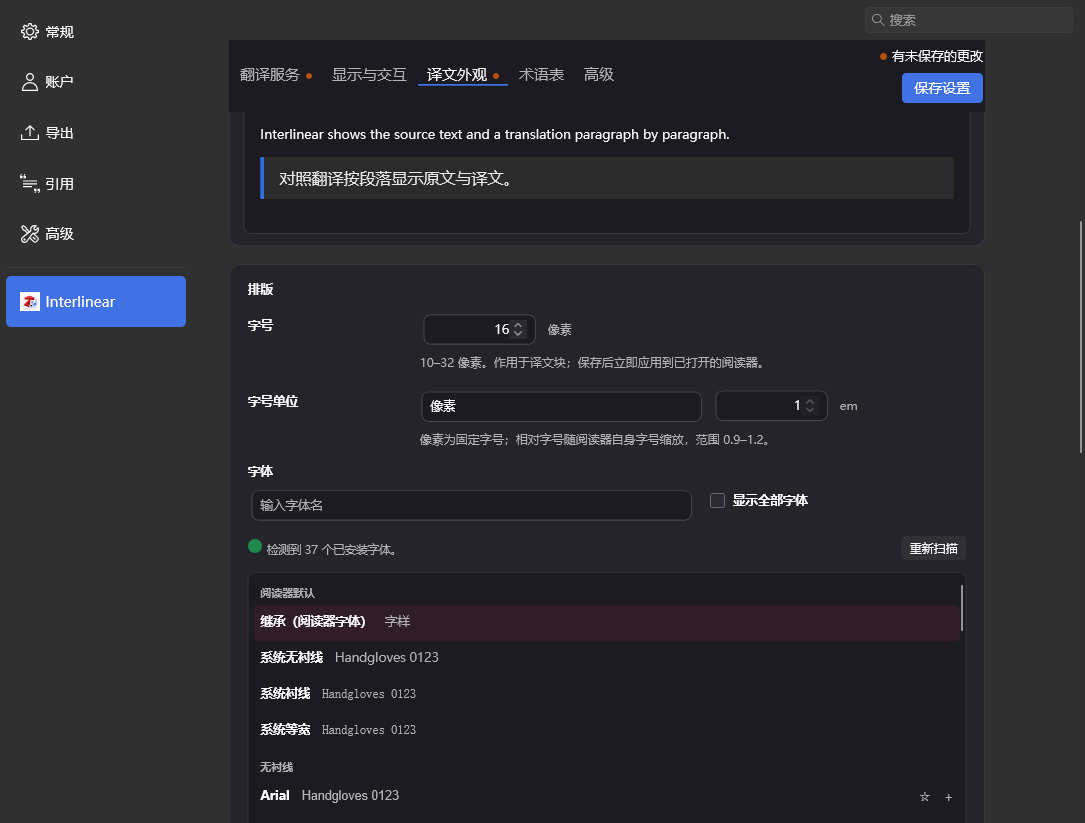 常规
账户
导出
引用
高级
Interlinear
搜索
翻译服务 显示与交互 译文外观 术语表 高级
有未保存的更改
保存设置
Interlinear shows the source text and a translation paragraph by paragraph.
对照翻译按段落显示原文与译文。
排版
字号
16 像素
10–32 像素。作用于译文块；保存后立即应用到已打开的阅读器。
字号单位
像素 1 em
像素为固定字号；相对字号随阅读器自身字号缩放，范围 0.9–1.2。
字体
输入字体名 显示全部字体
检测到 37 个已安装字体。 重新扫描
阅读器默认
继承（阅读器字体） 字样
系统无衬线 Handgloves 0123
系统衬线 Handgloves 0123
系统等宽 Handgloves 0123
无衬线
Arial Handgloves 0123 ☆ +